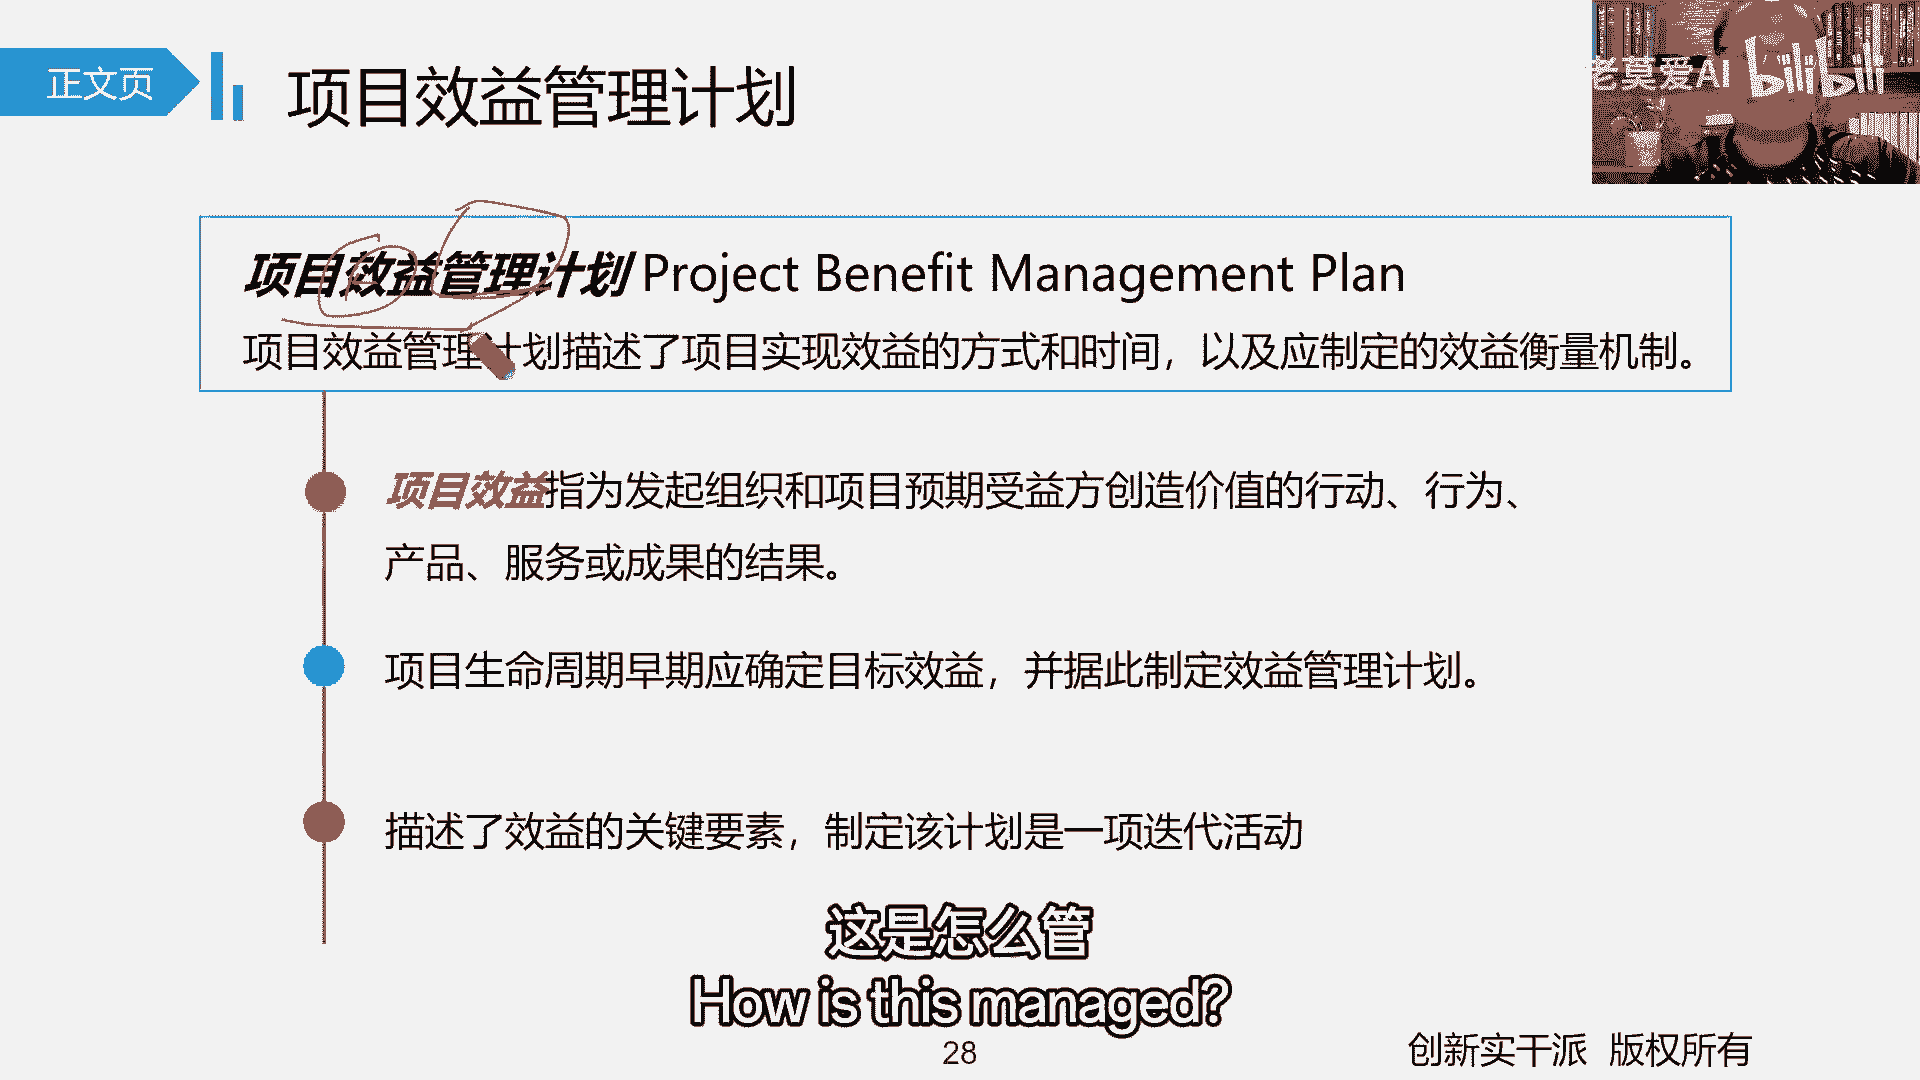 正文页
项目效益管理计划
老莫爱AI bilibili
项目效益管理计划 Project Benefit Management Plan
项目效益管理计划描述了项目实现效益的方式和时间，以及应制定的效益衡量机制。
项目效益指为发起组织和项目预期受益方创造价值的行动、行为、
产品、服务或成果的结果。
项目生命周期早期应确定目标效益，并据此制定效益管理计划。
描述了效益的关键要素，制定该计划是一项迭代活动
这是怎么管
How is this managed?
28
创新实干派 版权所有